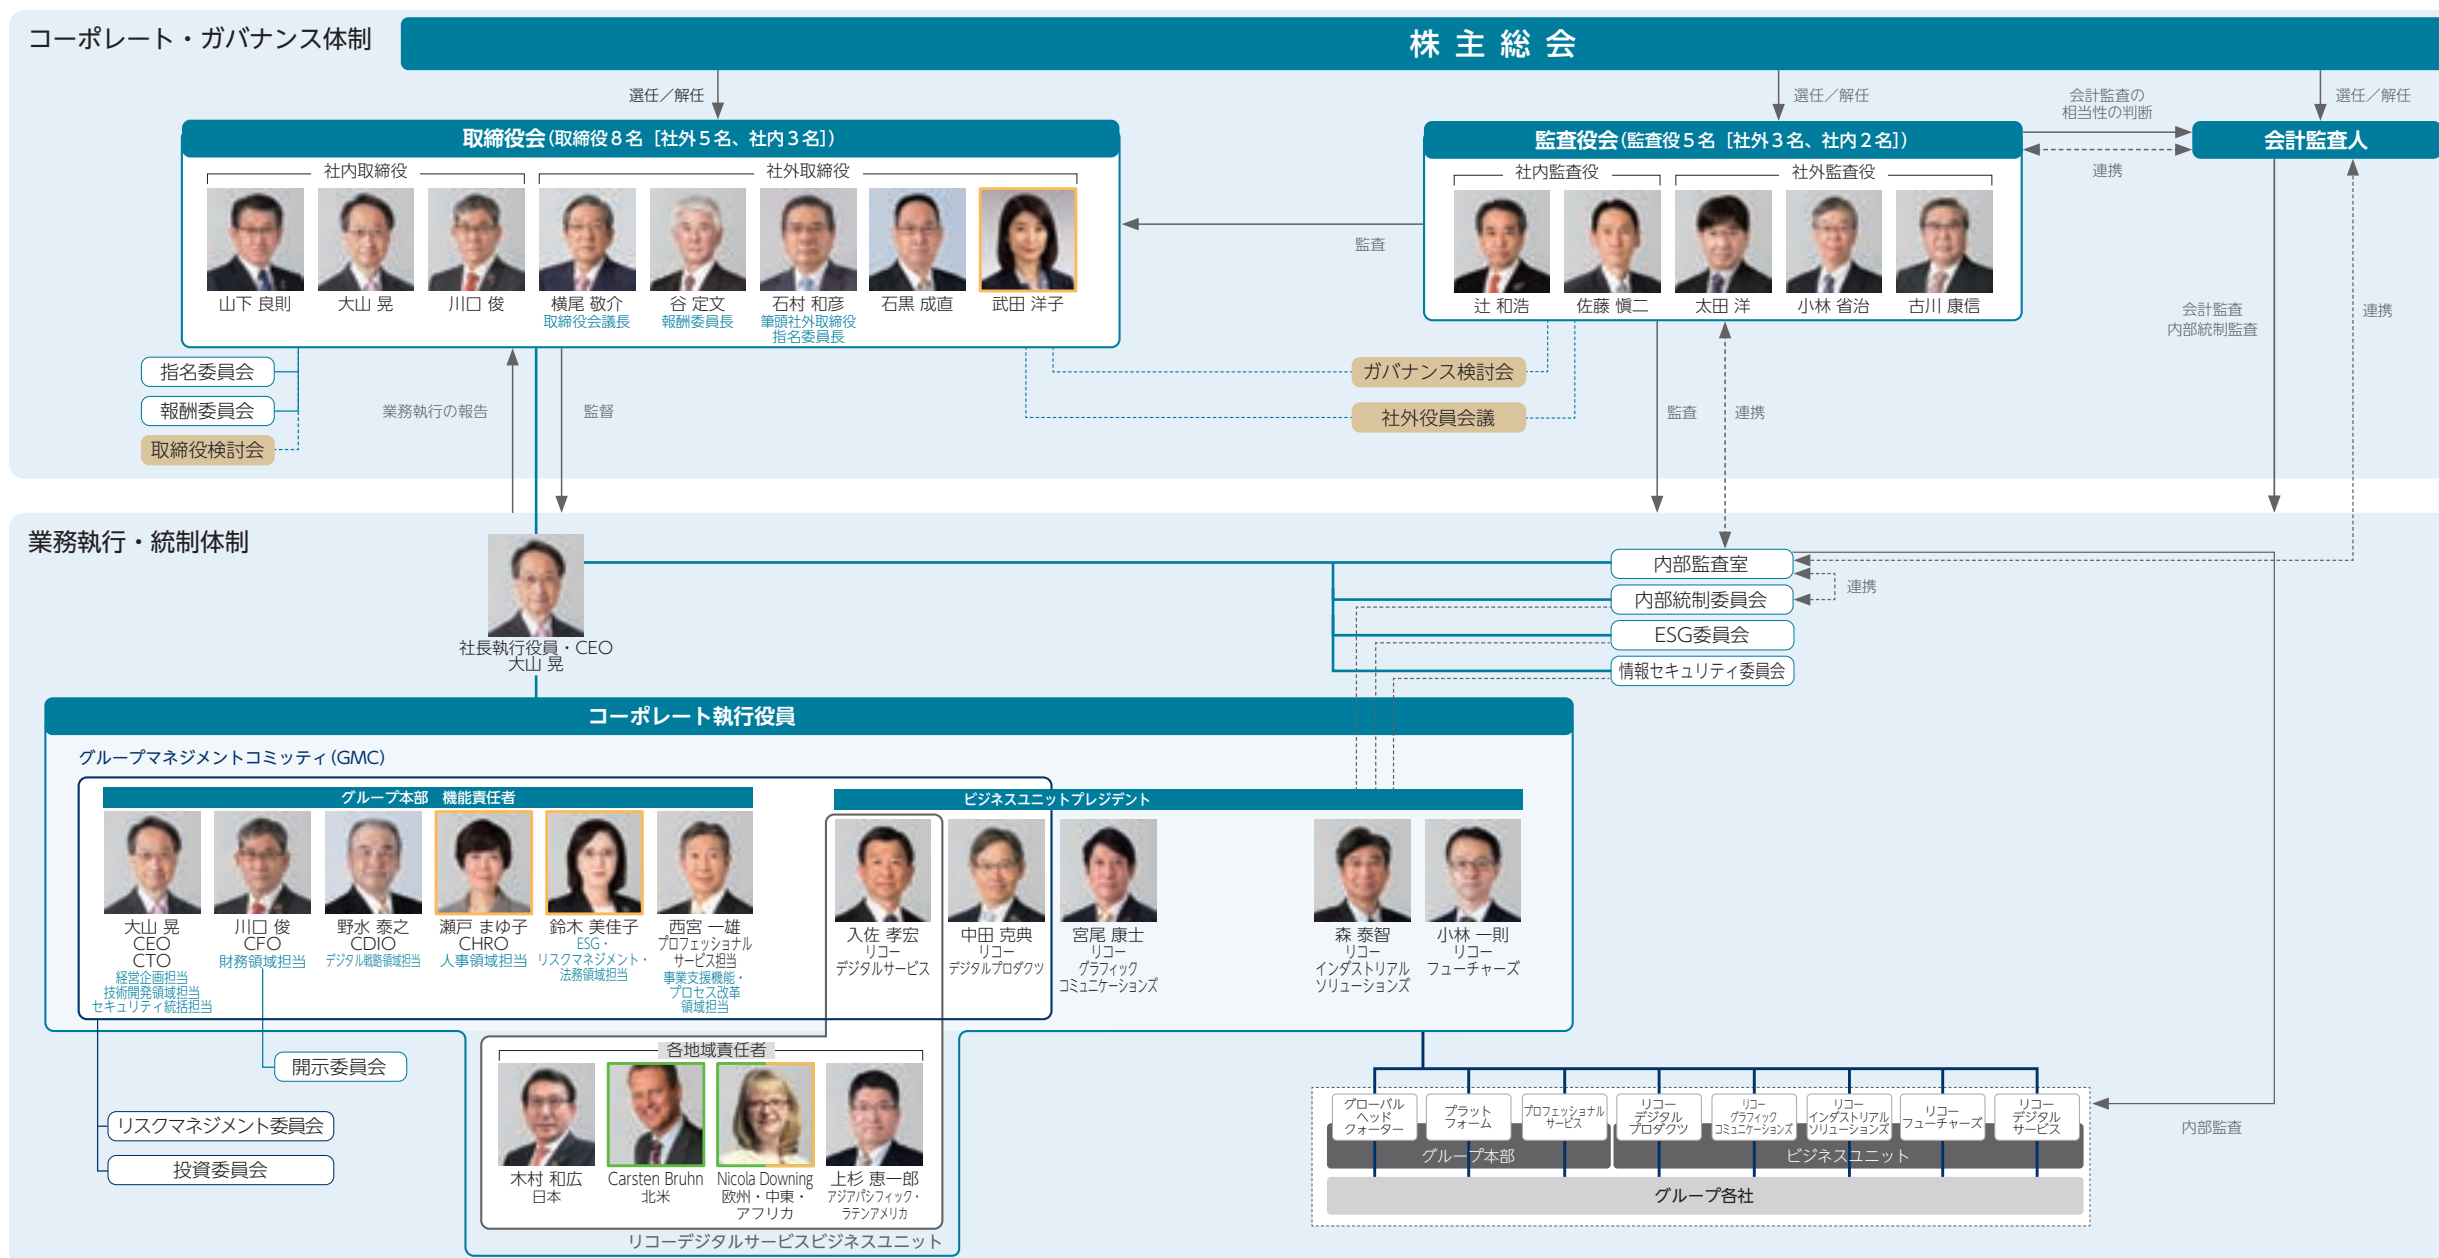 コーポレート・ガバナンス体制
株主総会
選任／解任
選任／解任
会計監査の
相当性の判断
選任／解任
取締役会(取締役8名［社外5名、社内3名］)
監査役会(監査役5名［社外3名、社内2名］)
会計監査人
連携
社内取締役
社外取締役
社内監査役
社外監査役
山下 良則
大山 晃
川口 俊
横尾 敬介
取締役会議長
谷 定文
報酬委員長
石村 和彦
筆頭社外取締役
指名委員長
石黒 成直
武田 洋子
監査
辻 和浩
佐藤 愼二
太田 洋
小林 省治
古川 康信
会計監査
内部統制監査
連携
指名委員会
報酬委員会
取締役検討会
業務執行の報告
監督
ガバナンス検討会
社外役員会議
監査
連携
業務執行・統制体制
社長執行役員・CEO
大山 晃
内部監査室
内部統制委員会
ESG委員会
情報セキュリティ委員会
連携
コーポレート執行役員
グループマネジメントコミッティ(GMC)
グループ本部　機能責任者
ビジネスユニットプレジデント
大山 晃
CEO
CTO
経営企画担当
技術開発領域担当
セキュリティ統括担当
川口 俊
CFO
財務領域担当
野水 泰之
CDIO
デジタル戦略領域担当
瀬戸 まゆ子
CHRO
人事領域担当
鈴木 美佳子
ESG・
リスクマネジメント・
法務領域担当
西宮 一雄
プロフェッショナル
サービス担当
事業支援機能・
プロセス改革
領域担当
入佐 孝宏
リコー
デジタルサービス
中田 克典
リコー
デジタルプロダクツ
宮尾 康士
リコー
グラフィック
コミュニケーションズ
森 泰智
リコー
インダストリアル
ソリューションズ
小林 一則
リコー
フューチャーズ
開示委員会
リスクマネジメント委員会
投資委員会
各地域責任者
木村 和広
日本
Carsten Bruhn
北米
Nicola Downing
欧州・中東・
アフリカ
上杉 恵一郎
アジアパシフィック・
ラテンアメリカ
リコーデジタルサービスビジネスユニット
グローバル
ヘッド
クォーター
プラット
フォーム
プロフェッショナル
サービス
リコー
デジタル
プロダクツ
リコー
グラフィック
コミュニケーションズ
リコー
インダストリアル
ソリューションズ
リコー
フューチャーズ
リコー
デジタル
サービス
グループ本部
ビジネスユニット
グループ各社
内部監査